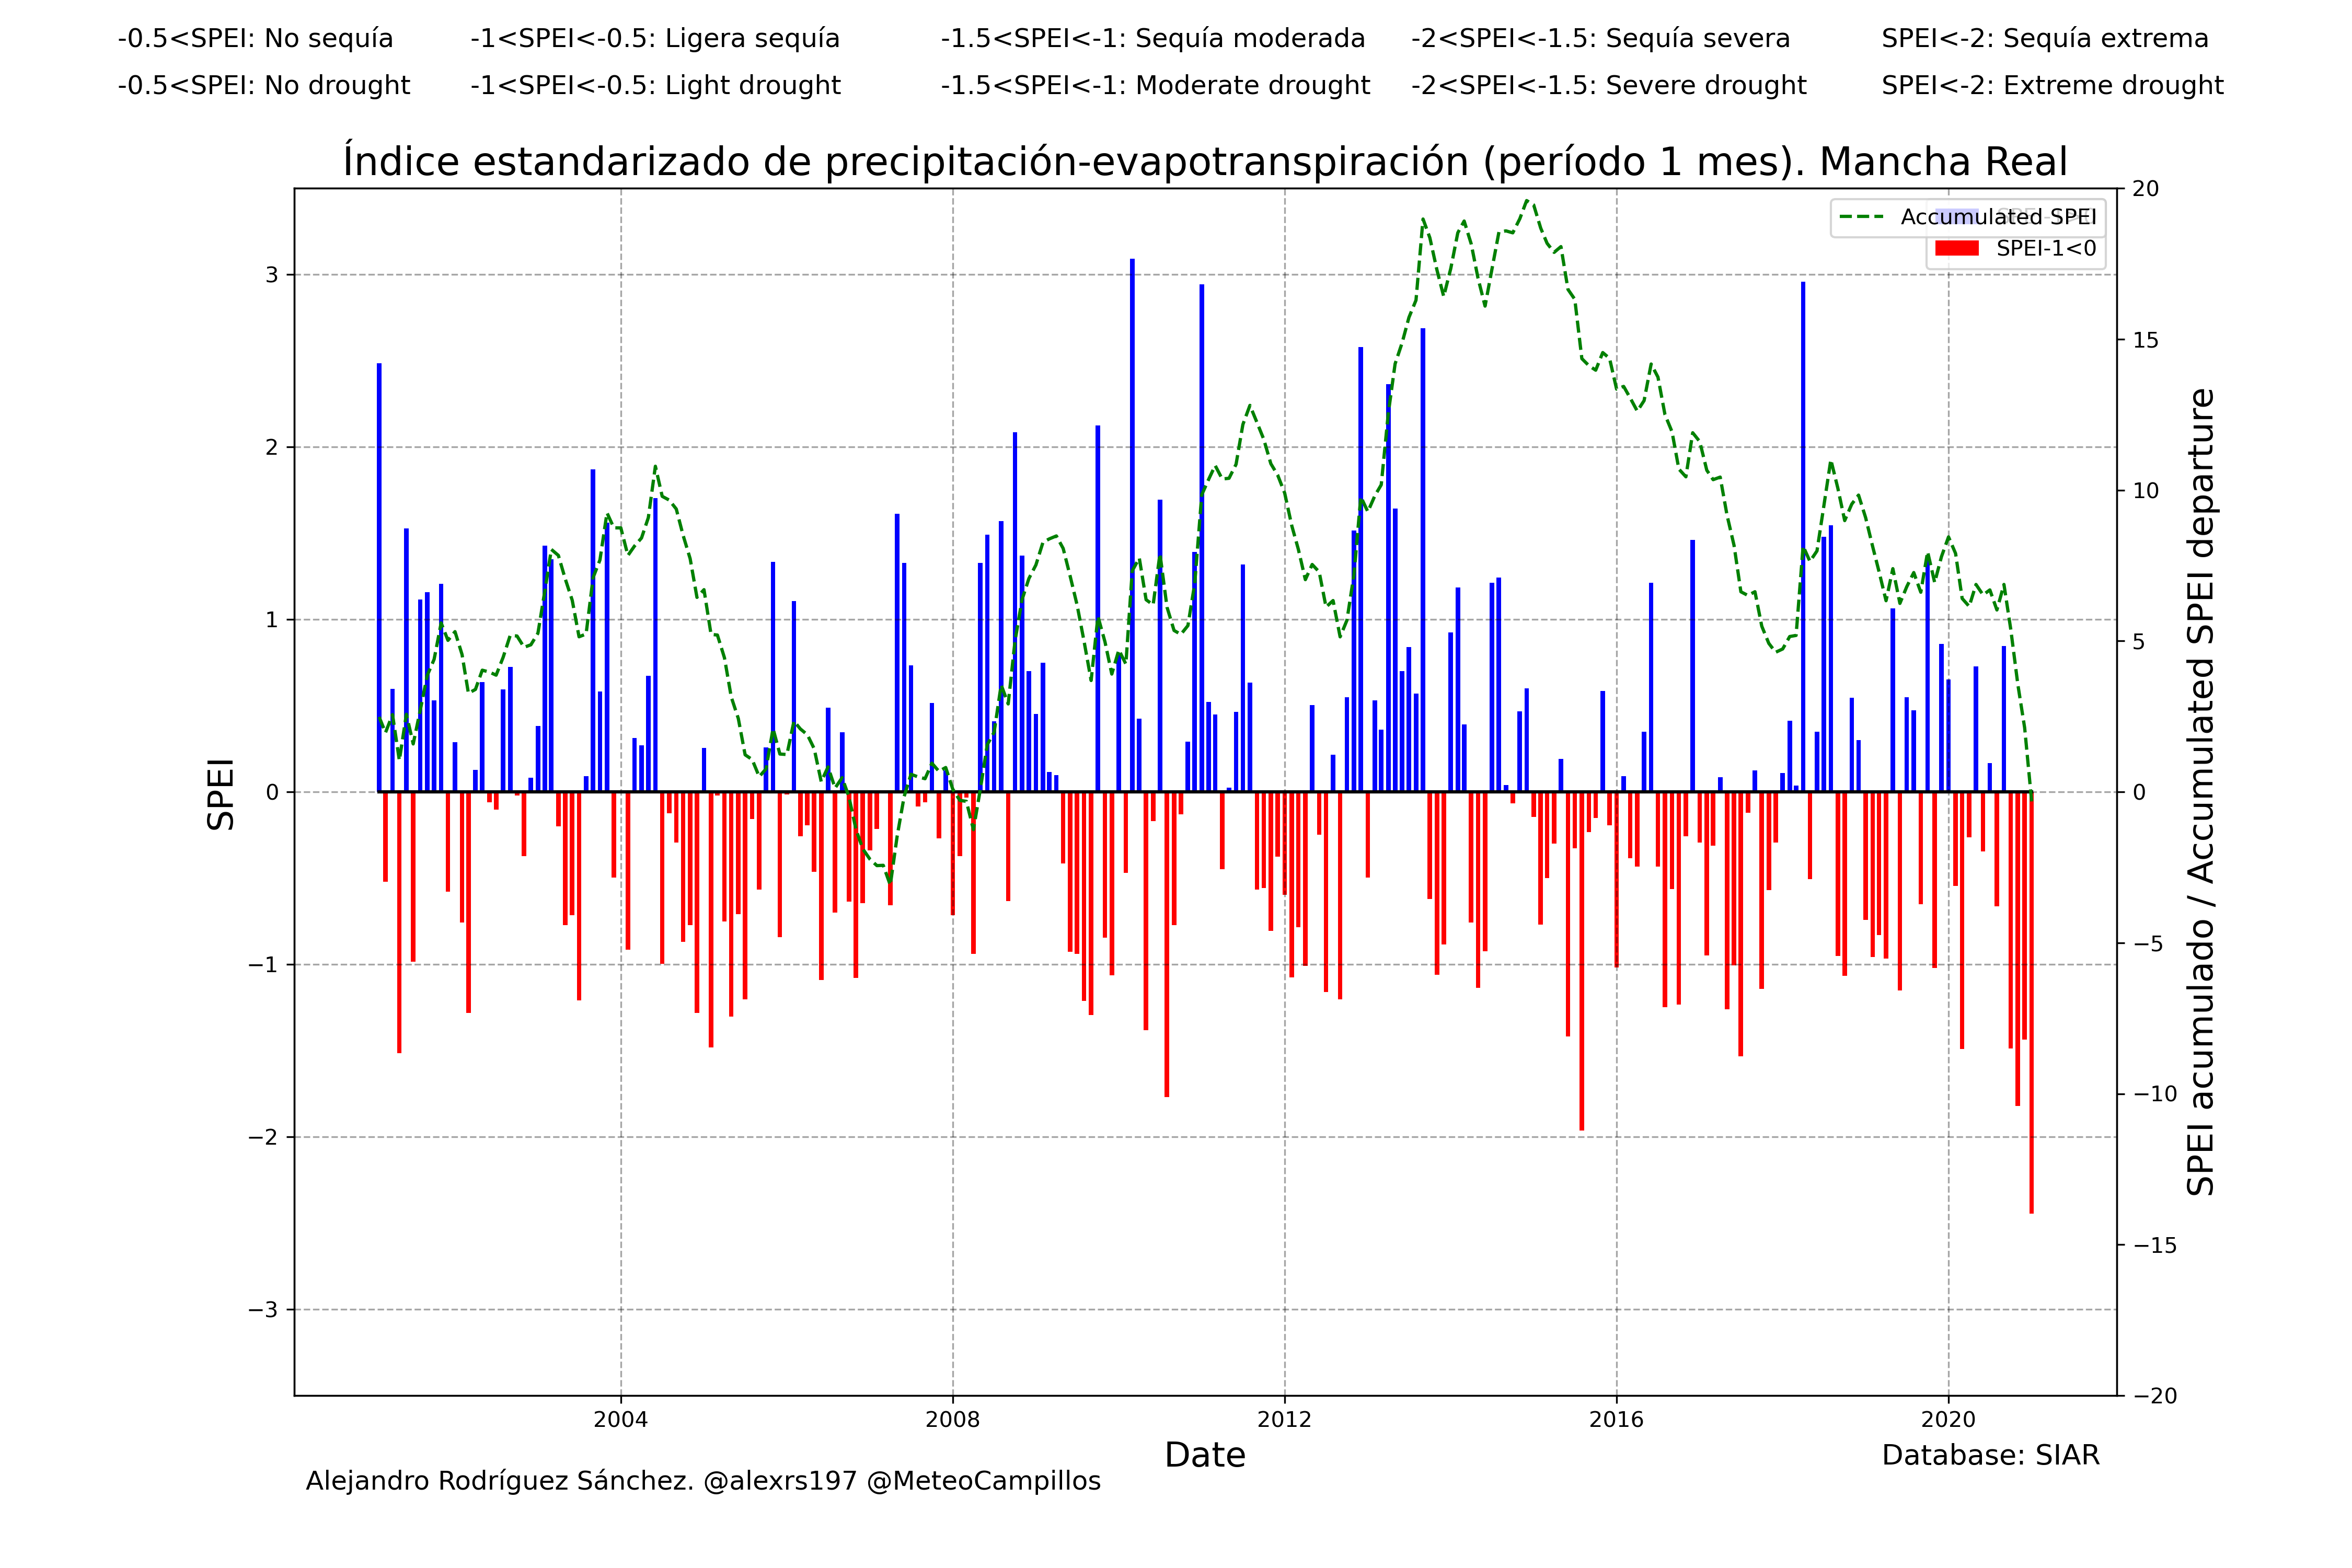 -0.5<SPEI: No sequía -1<SPEI<-0.5: Ligera sequía -1.5<SPEI<-1: Sequía moderada -2<SPEI<-1.5: Sequía severa SPEI<-2: Sequía extrema
-0.5<SPEI: No drought -1<SPEI<-0.5: Light drought -1.5<SPEI<-1: Moderate drought -2<SPEI<-1.5: Severe drought SPEI<-2: Extreme drought
Índice estandarizado de precipitación-evapotranspiración (período 1 mes). Mancha Real
Accumulated SPEI
SPEI-1<0
SPEI
3
2
1
0
−1
−2
−3
20
15
10
5
0
−5
−10
−15
−20
SPEI acumulado / Accumulated SPEI departure
2004 2008 2012 2016 2020
Date
Database: SIAR
Alejandro Rodríguez Sánchez. @alexrs197 @MeteoCampillos